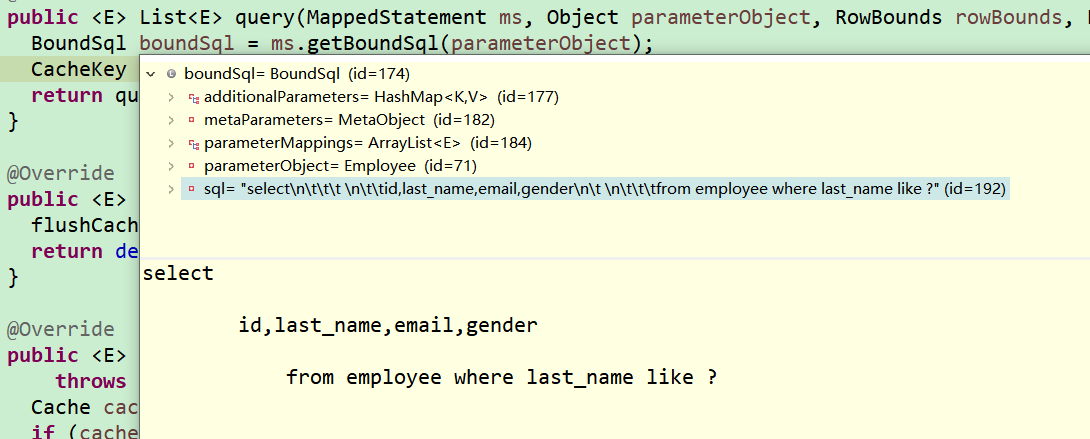 public <E> List<E> query(MappedStatement ms, Object parameterObject, RowBounds rowBounds,
BoundSql boundSql = ms.getBoundSql(parameterObject);
CacheKey
boundSql= BoundSql (id=174)
return qu
additionalParameters= HashMap<K,V> (id=177)
}
metaParameters= MetaObject (id=182)
parameterMappings= ArrayList<E> (id=184)
parameterObject= Employee (id=71)
@Override
sql= "select\n\t\t\t \n\t\tid,last_name,email,gender\n\t \n\t\t\tfrom employee where last_name like ?" (id=192)
public <E>
flushCach
return de
}
select
id,last_name,email,gender
from employee where last_name like ?
@Override
public <E>
throws
Cache cac
if (cache